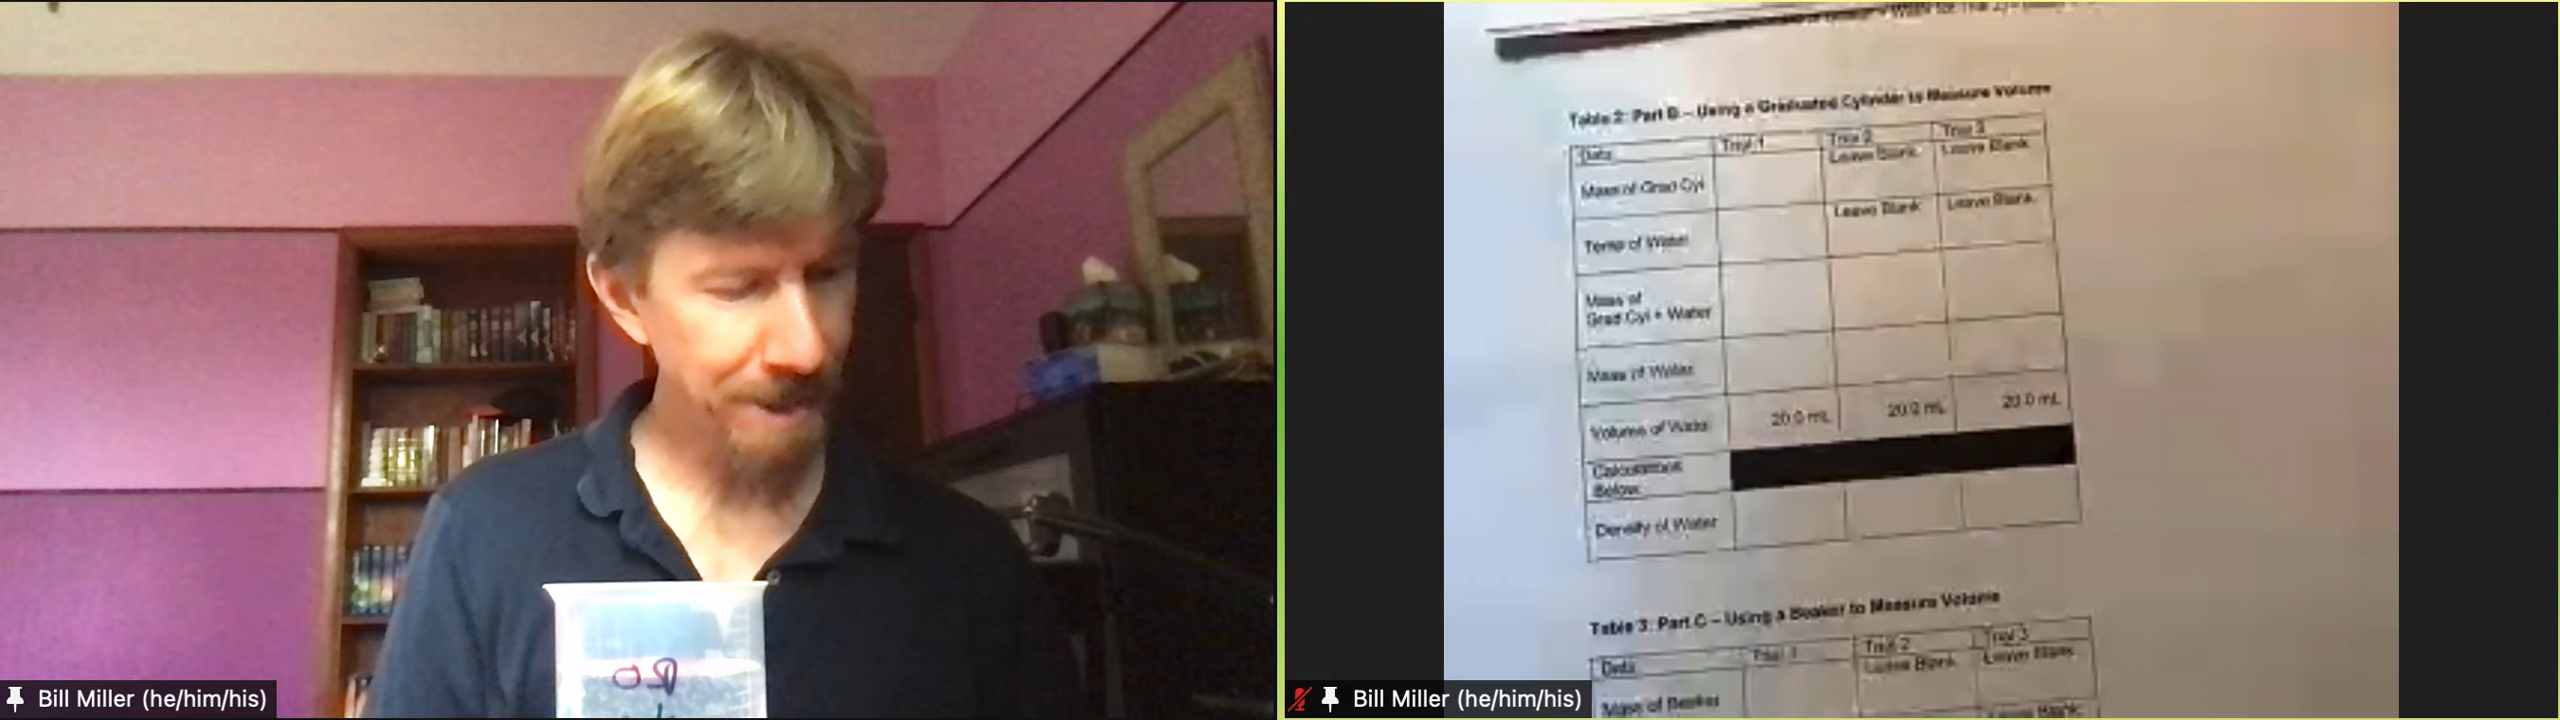 Table 2: Part B – Using a Graduated Cylinder to Measure Volume
Data Trial 1 Trial 2 Trial 3
Mass of Grad Cyl Leave Blank Leave Blank
Temp of Water Leave Blank Leave Blank
Mass of
Grad Cyl + Water
Mass of Water
Volume of Water 20.0 mL 20.0 mL 20.0 mL
Calculations
Below
Density of Water
Table 3: Part C – Using a Beaker to Measure Volume
Data Trial 1 Trial 2 Trial 3
Mass of Beaker Leave Blank Leave Blank
Leave Blank
Bill Miller (he/him/his)
Bill Miller (he/him/his)